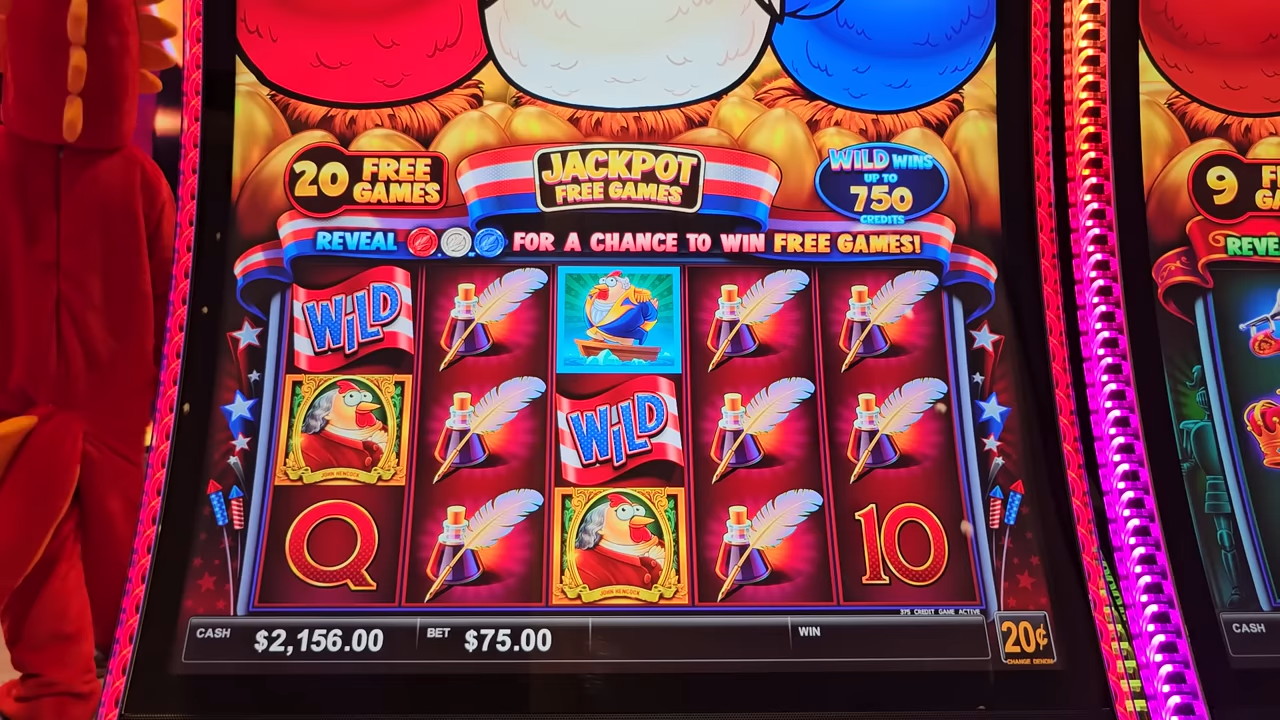 20 FREE GAMES
JACKPOT FREE GAMES
WILD WINS UP TO 750 CREDITS
9
REVEAL , OR FOR A CHANCE TO WIN FREE GAMES!
WILD
JOHN HENCOCK
WILD
Q
JOHN HENCOCK
10
375 CREDIT GAME ACTIVE
CASH $2,156.00
BET $75.00
WIN
20¢
CHANGE DENOM
CASH